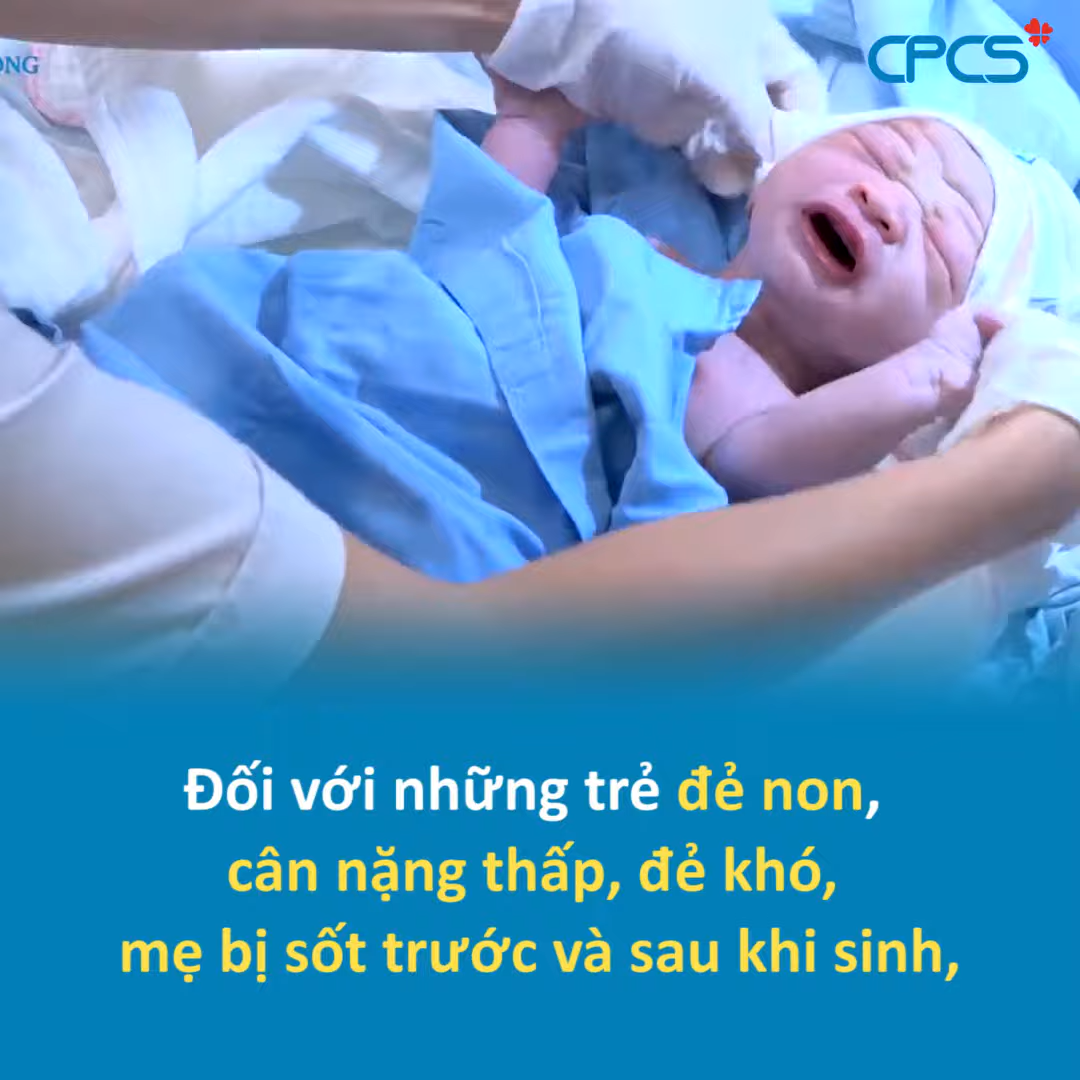 CPCS
Đối với những trẻ đẻ non,
cân nặng thấp, đẻ khó,
mẹ bị sốt trước và sau khi sinh,